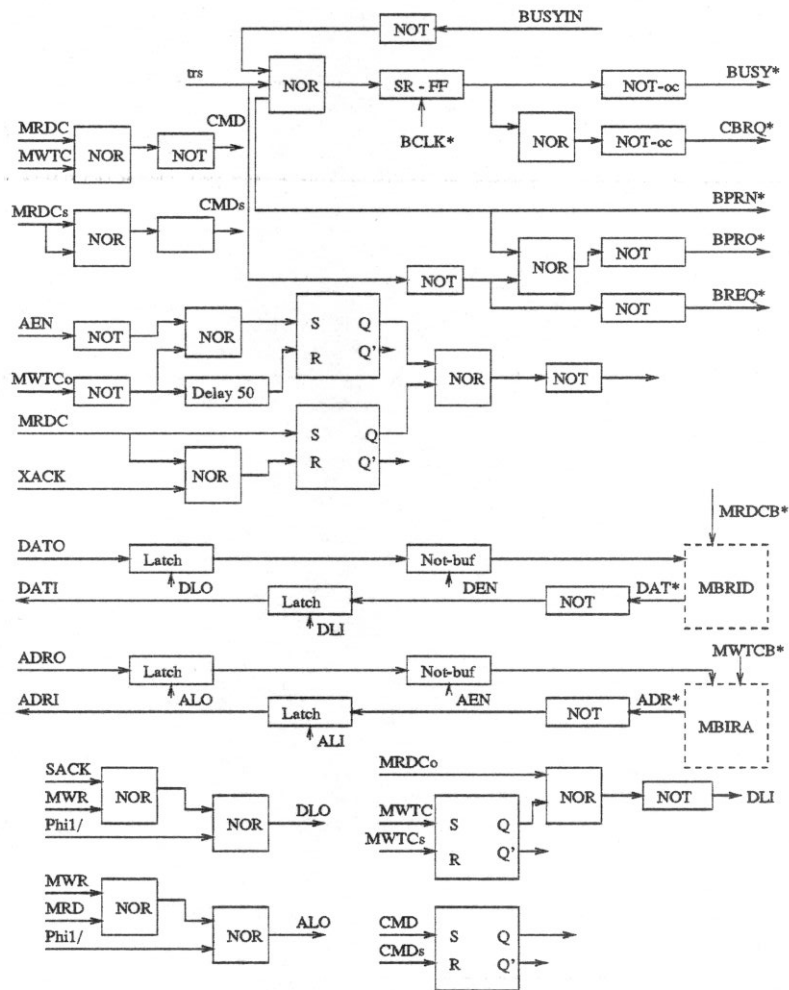 BUSYIN
NOT
trs
NOR
SR - FF
NOT-oc
BUSY*
BCLK*
NOR
NOT-oc
CBRQ*
MRDC
MWTC
NOR
NOT
CMD
MRDCs
NOR
CMDs
BPRN*
NOR
NOT
BPRO*
NOT
NOT
BREQ*
AEN
NOT
NOR
S Q
R Q'
MWTCo
NOT
Delay 50
NOR
NOT
MRDC
S Q
R Q'
XACK
NOR
MRDCB*
DATO
Latch
Not-buf
DLO
DEN
MBRID
DATI
Latch
NOT
DAT*
DLI
MWTCB*
ADRO
Latch
Not-buf
ALO
AEN
MBIRA
ADRI
Latch
NOT
ADR*
ALI
SACK
MWR
NOR
Phi1/
NOR
DLO
MRDCo
NOR
NOT
DLI
MWTC
MWTCs
S Q
R Q'
MWR
MRD
NOR
Phi1/
NOR
ALO
CMD
CMDs
S Q
R Q'